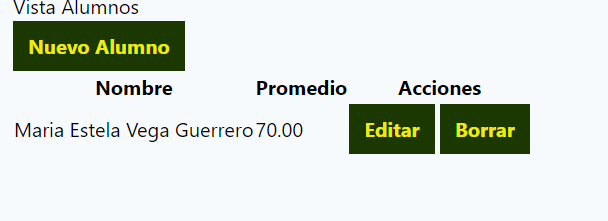 Vista Alumnos
Nuevo Alumno
Nombre Promedio Acciones
Maria Estela Vega Guerrero 70.00 Editar Borrar